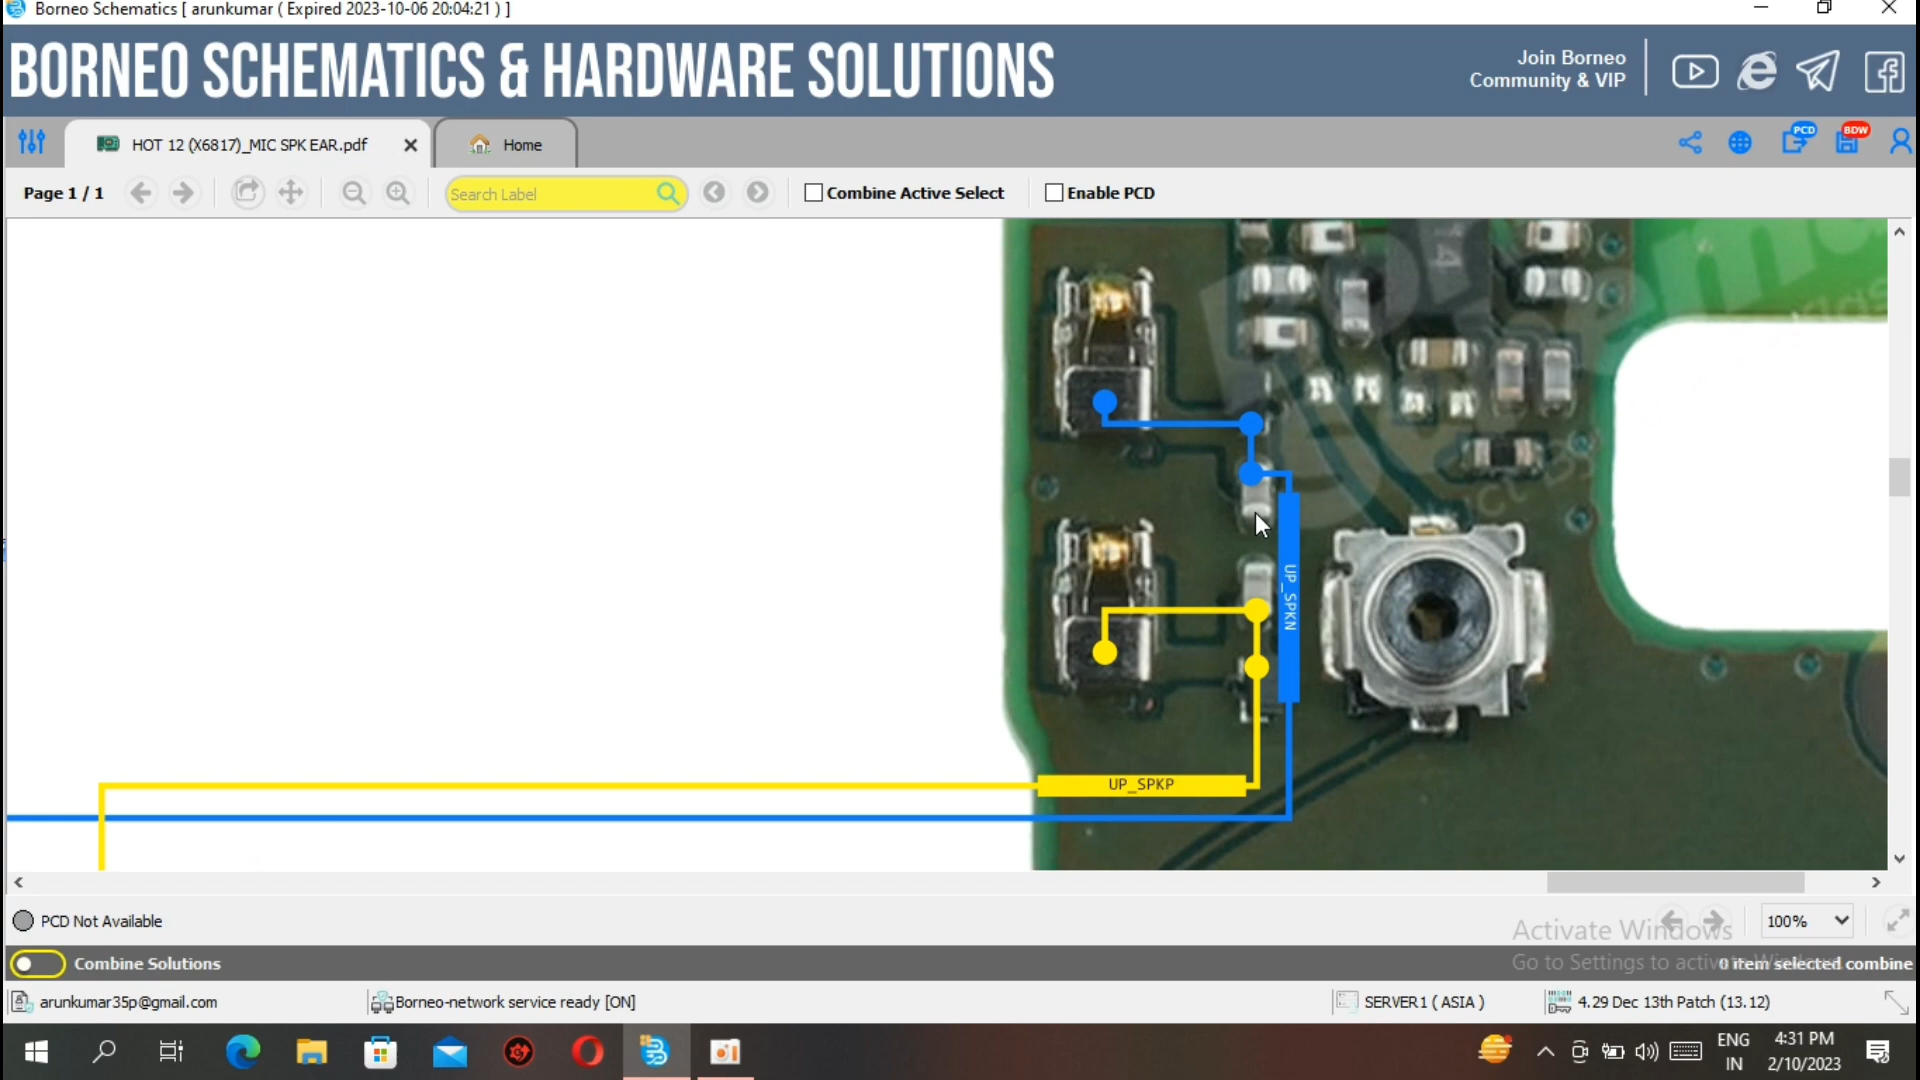 Borneo Schematics [ arunkumar ( Expired 2023-10-06 20:04:21 ) ]
BORNEO SCHEMATICS & HARDWARE SOLUTIONS
Join Borneo
Community & VIP
HOT 12 (X6817)_MIC SPK EAR.pdf
Home
PCD
BDW
Page 1 / 1
Search Label
Combine Active Select
Enable PCD
UP_SPKN
UP_SPKP
PCD Not Available
100%
Activate Windows
Combine Solutions
Go to Settings to activate Windows.
0 item selected combine
arunkumar35p@gmail.com
Borneo-network service ready [ON]
SERVER1 ( ASIA )
4.29 Dec 13th Patch (13.12)
ENG
IN
4:31 PM
2/10/2023